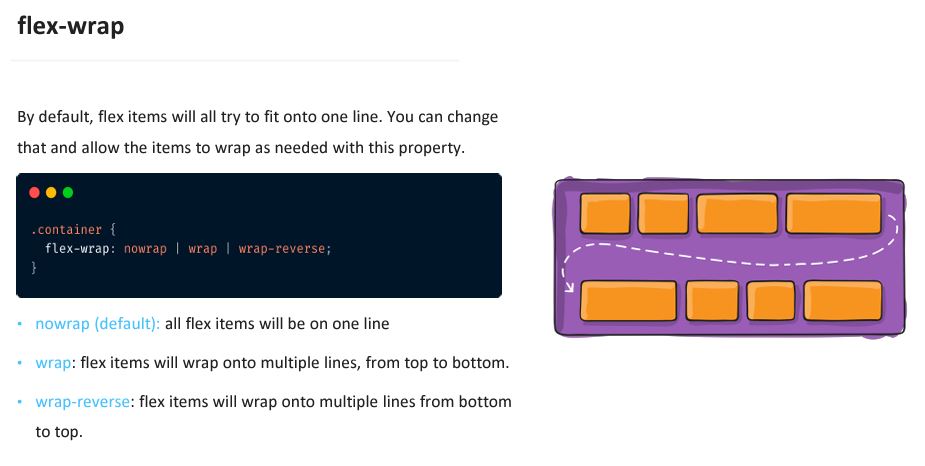 flex-wrap
By default, flex items will all try to fit onto one line. You can change
that and allow the items to wrap as needed with this property.
.container {
  flex-wrap: nowrap | wrap | wrap-reverse;
}
• nowrap (default): all flex items will be on one line
• wrap: flex items will wrap onto multiple lines, from top to bottom.
• wrap-reverse: flex items will wrap onto multiple lines from bottom
to top.